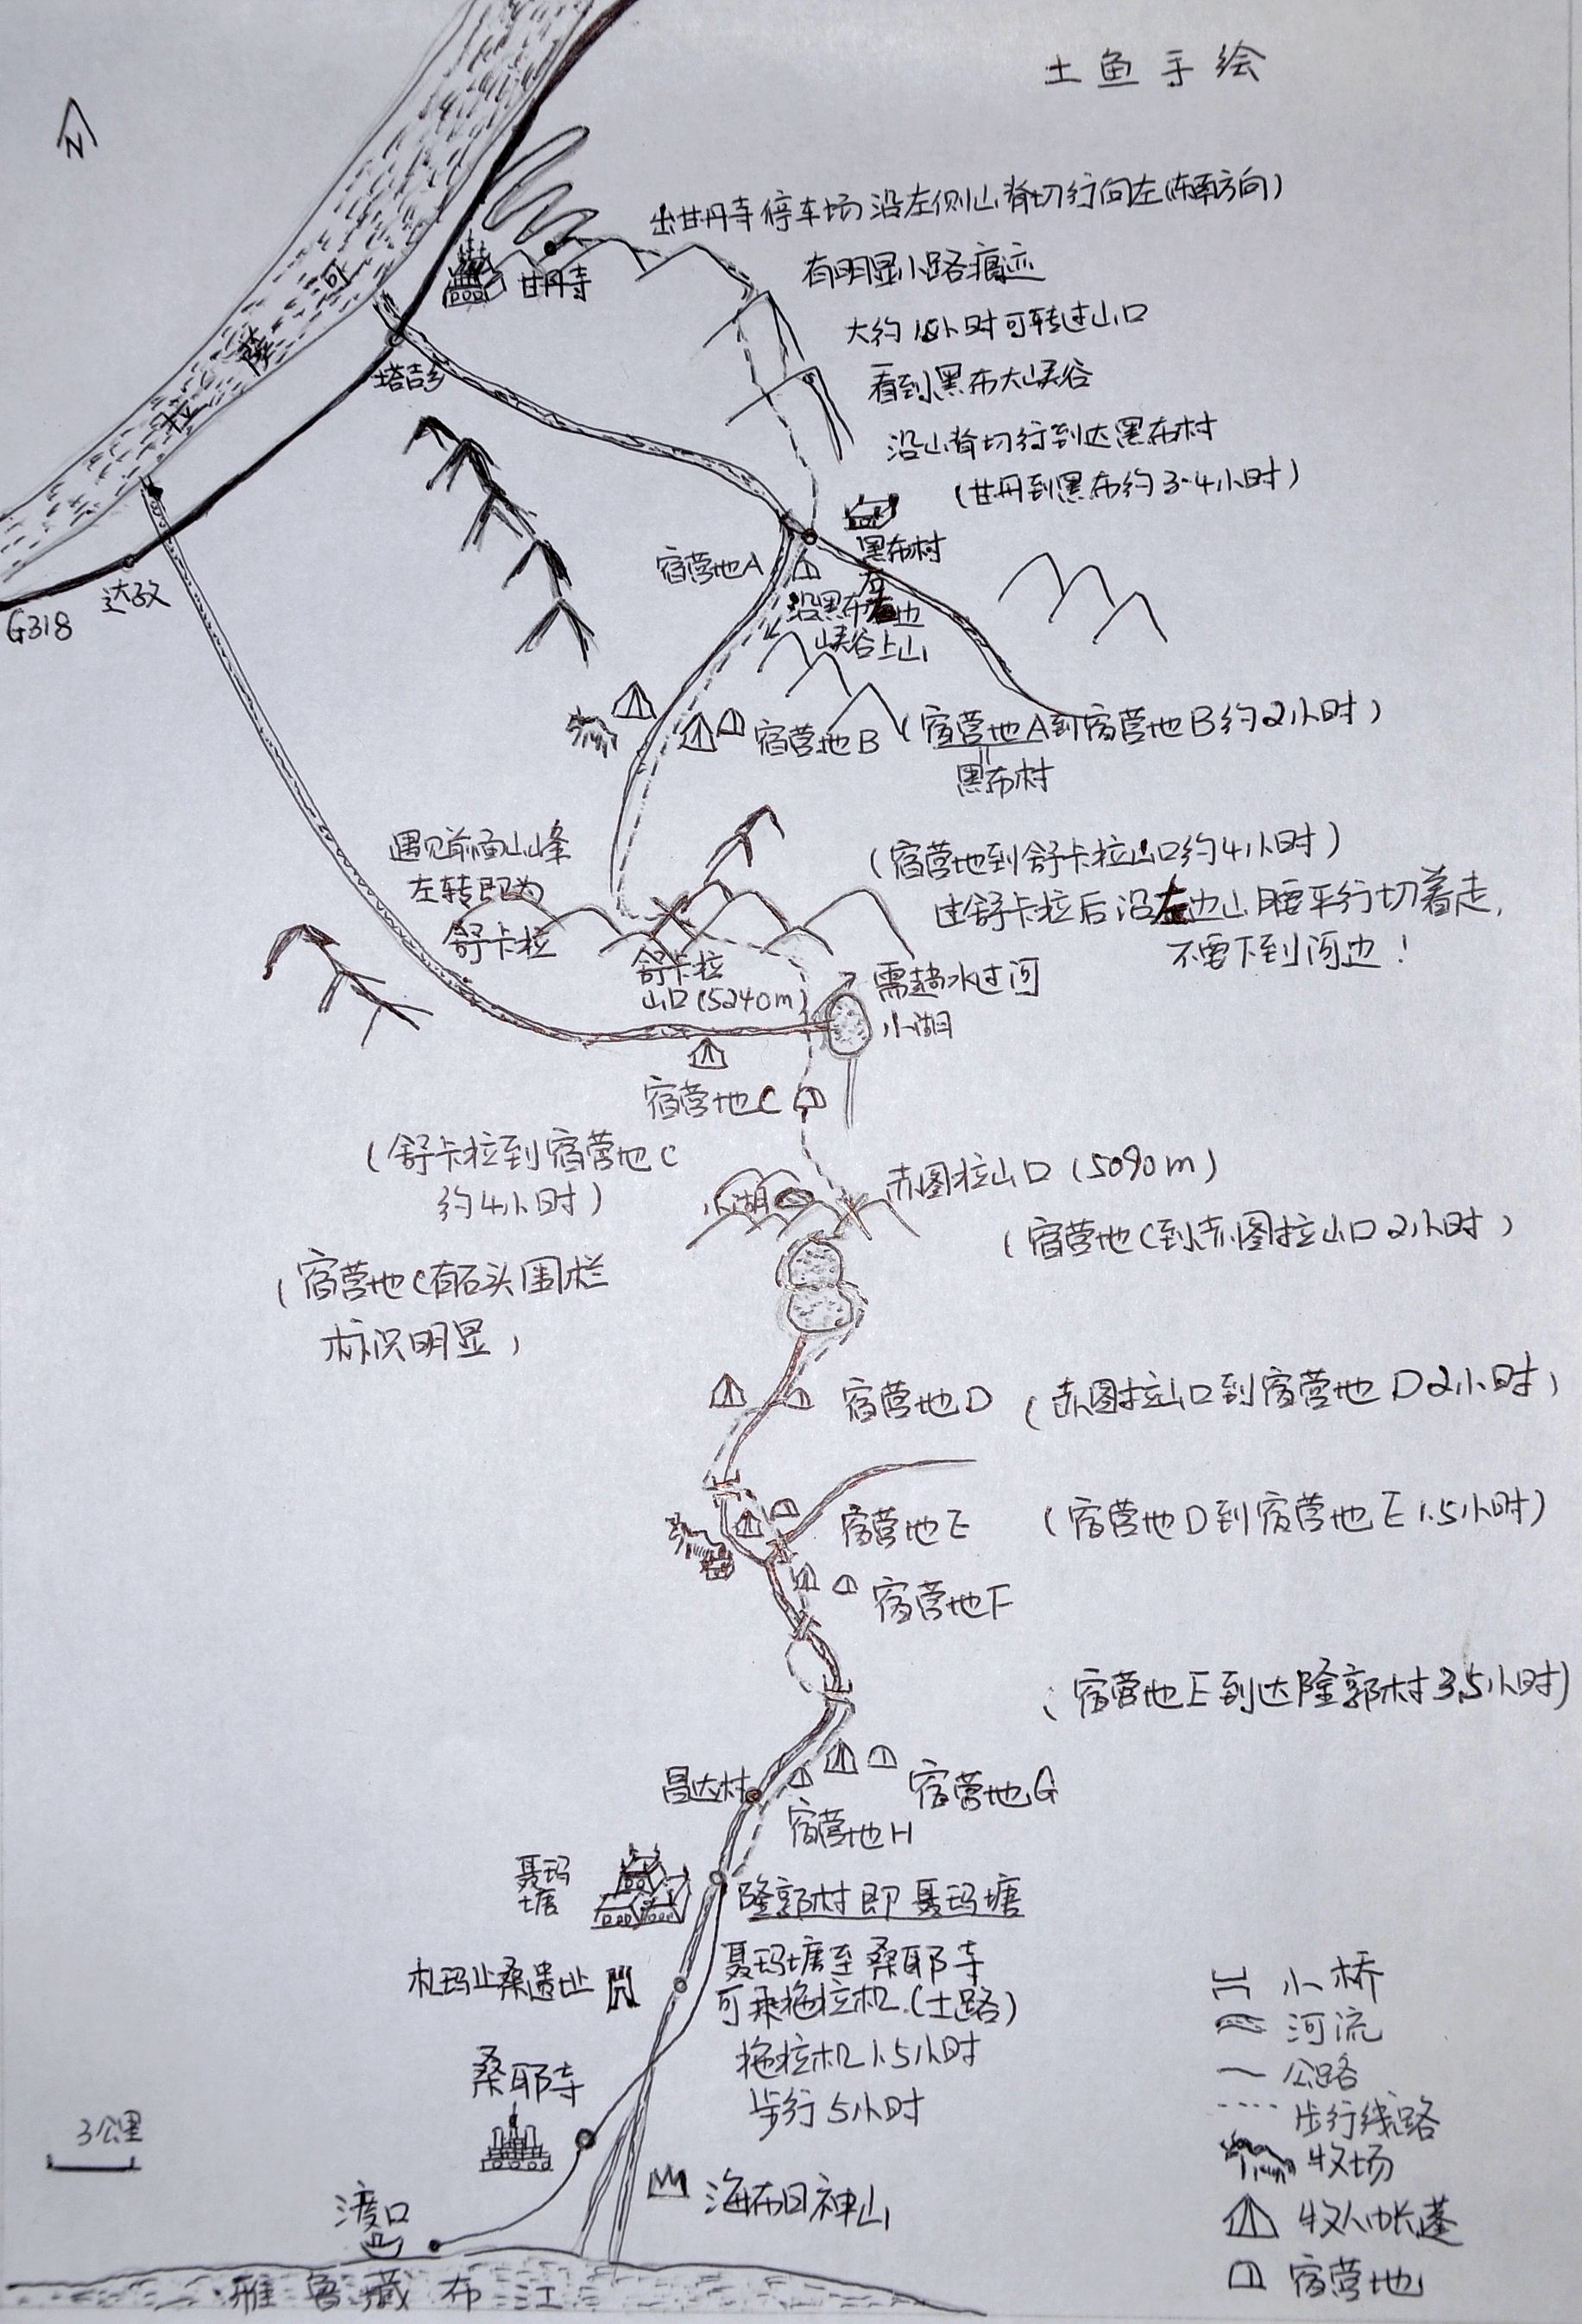 土鱼手绘
N
出甘丹寺停车场沿左侧山脊切行向左(东南方向)
有明显小路痕迹
大约1小时可转过山口
看到黑布大峡谷
沿山脊切行到达黑布村
(甘丹到黑布约3-4小时)
甘丹寺
拉萨河
塔吉乡
达孜
G318
黑布村
宿营地A
沿黑布右边
峡谷上山
宿营地B
(宿营地A到宿营地B约2小时)
黑布村
遇见前面山峰
左转即为
舒卡拉
(宿营地到舒卡拉山口约4小时)
过舒卡拉后沿左边山腰平行切着走,
不要下到河边!
舒卡拉
山口(5240m)
需趟水过河
小湖
宿营地C
(舒卡拉到宿营地C
约4小时)
小湖
赤图拉山口(5090m)
(宿营地C到赤图拉山口2小时)
(宿营地C有石头围栏
标识明显)
宿营地D
(赤图拉山口到宿营地D2小时)
宿营地E
(宿营地D到宿营地E1.5小时)
宿营地F
(宿营地E到达隆郭村3.5小时)
昌达村
宿营地G
宿营地H
聂玛
塘
隆郭村即聂玛塘
扎玛止桑遗址
聂玛塘至桑耶寺
可乘拖拉机(土路)
拖拉机1.5小时
步行5小时
桑耶寺
3公里
渡口
海布日神山
雅鲁藏布江
小桥
河流
公路
步行线路
牧场
牧人帐蓬
宿营地